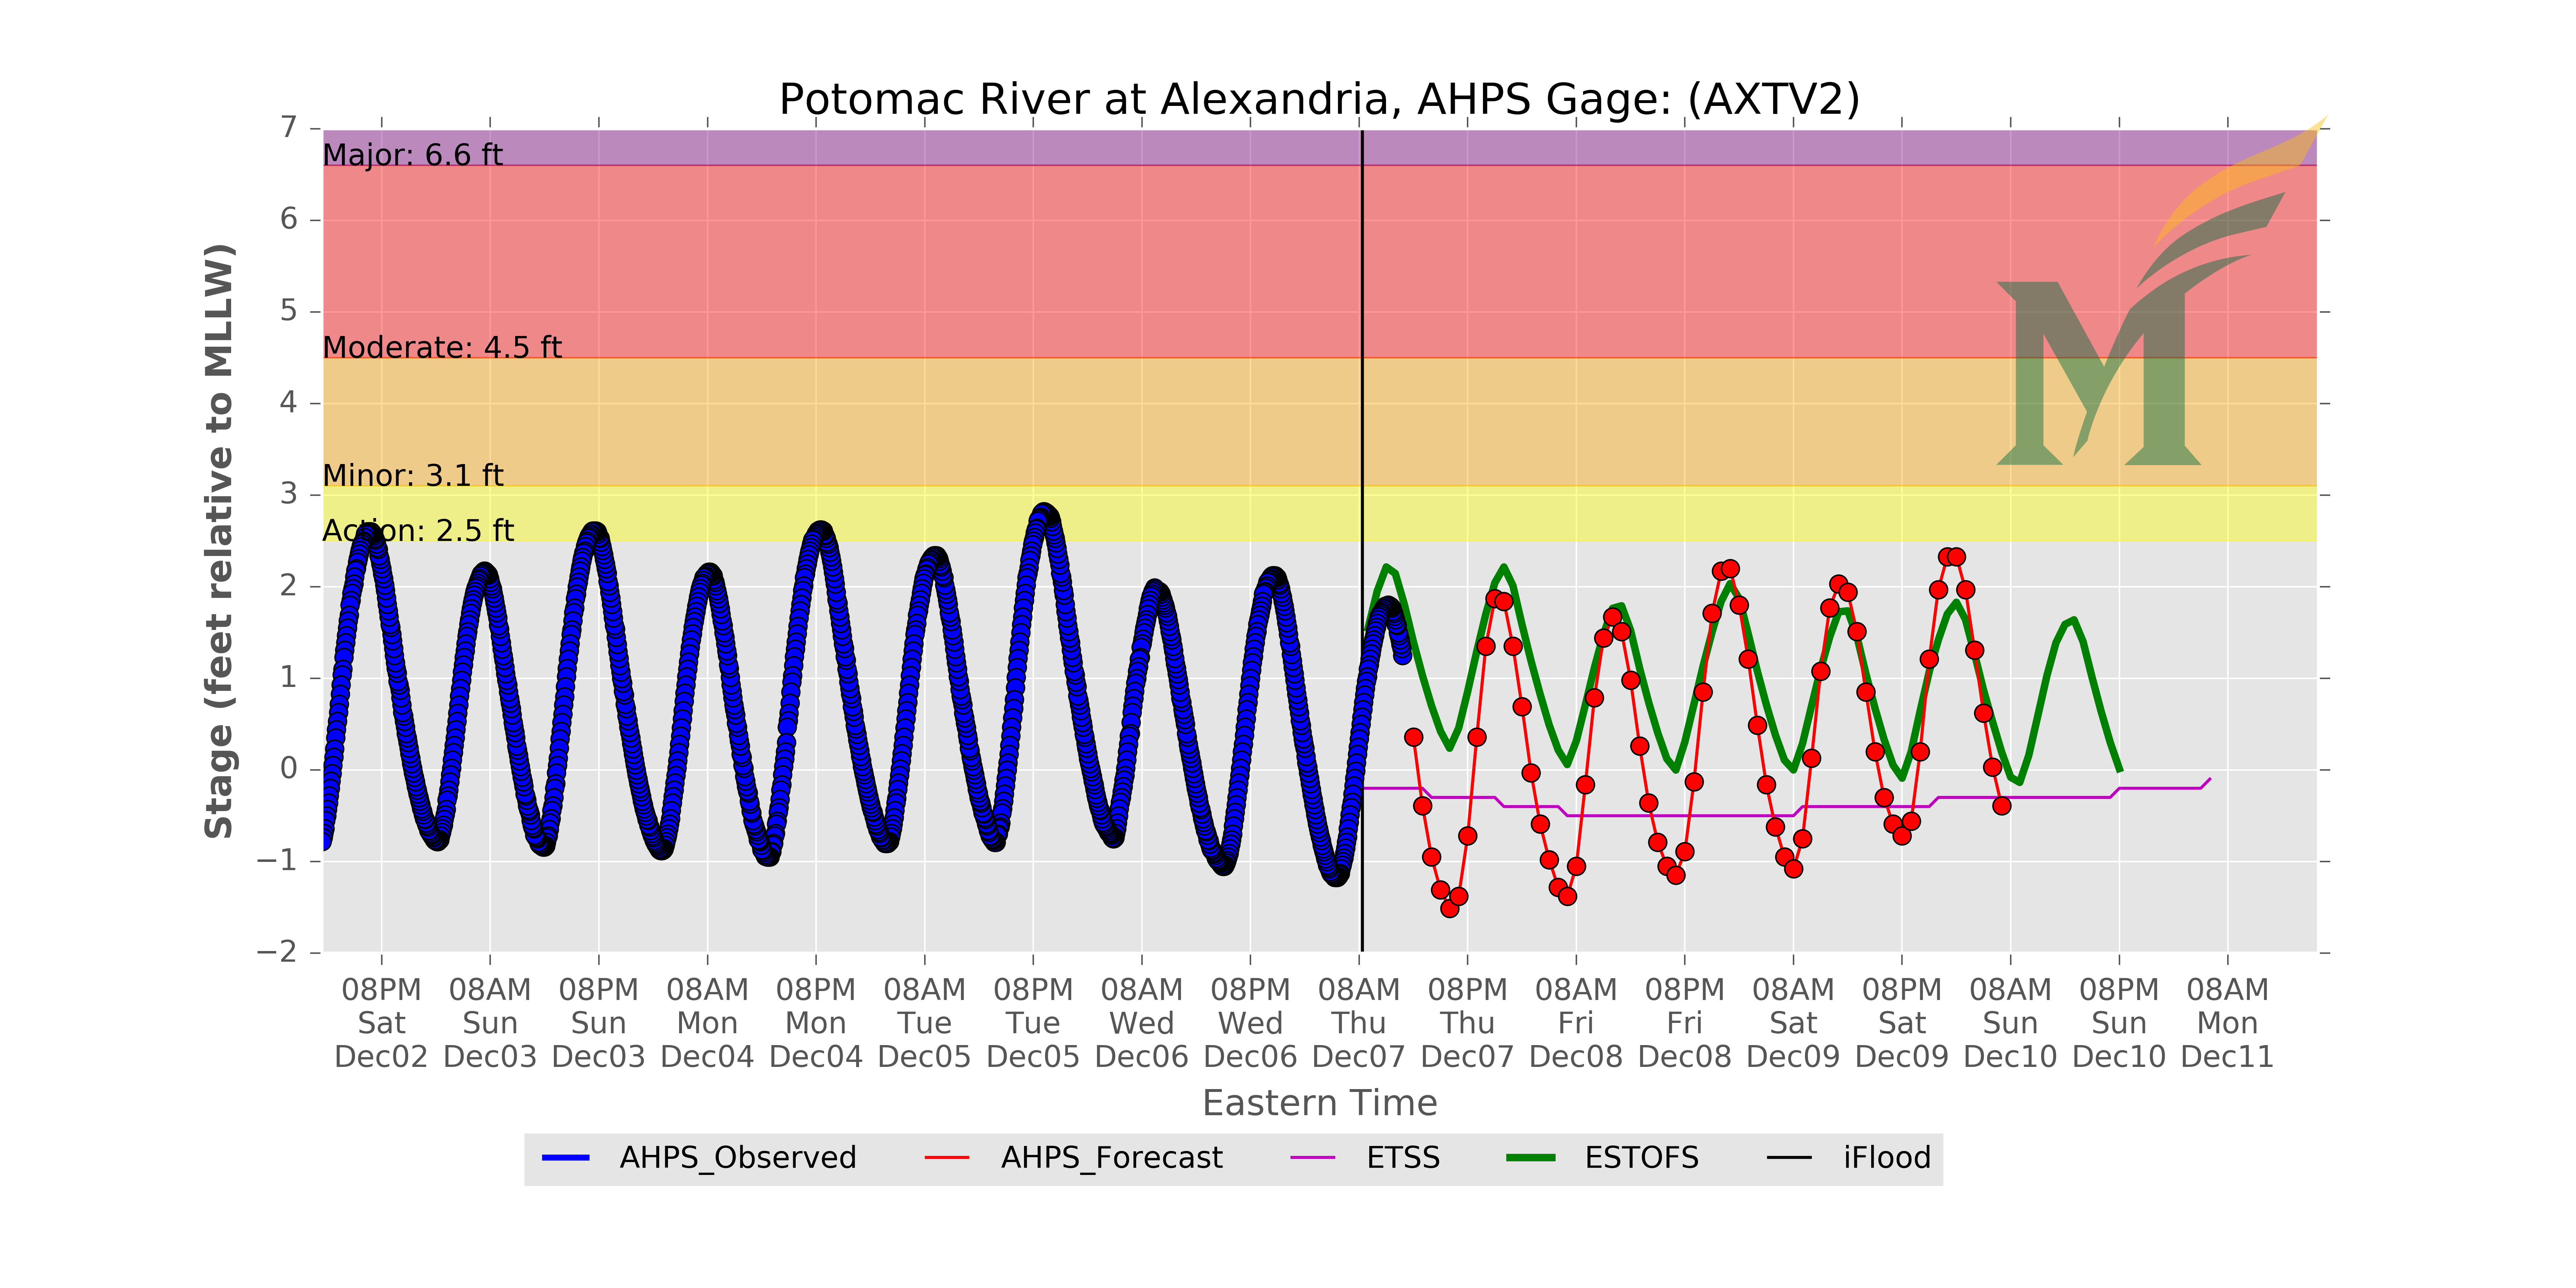 Potomac River at Alexandria, AHPS Gage: (AXTV2)
Stage (feet relative to MLLW)
7
6
5
4
3
2
1
0
−1
−2
Major: 6.6 ft
Moderate: 4.5 ft
Minor: 3.1 ft
Action: 2.5 ft
M
08PM 08AM 08PM 08AM 08PM 08AM 08PM 08AM 08PM 08AM 08PM 08AM 08PM 08AM 08PM 08AM 08PM 08AM
Sat Sun Sun Mon Mon Tue Tue Wed Wed Thu Thu Fri Fri Sat Sat Sun Sun Mon
Dec02 Dec03 Dec03 Dec04 Dec04 Dec05 Dec05 Dec06 Dec06 Dec07 Dec07 Dec08 Dec08 Dec09 Dec09 Dec10 Dec10 Dec11
Eastern Time
AHPS_Observed AHPS_Forecast ETSS ESTOFS iFlood